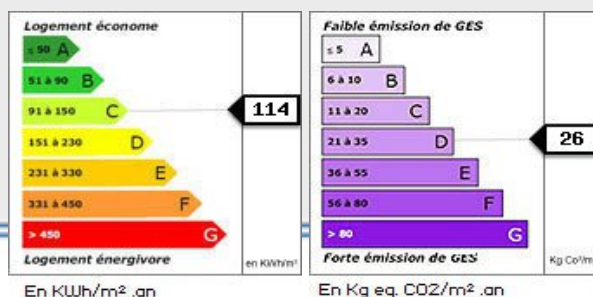 Logement économe
≤ 50 A
51 à 90 B
91 à 150 C
114
151 à 230 D
231 à 330 E
331 à 450 F
> 450 G
Logement énergivore
en KWh/m²
En KWh/m² .an
Faible émission de GES
≤ 5 A
6 à 10 B
11 à 20 C
21 à 35 D
26
36 à 55 E
56 à 80 F
> 80 G
Forte émission de GES
Kg Co²/m
En Kg eq. CO2/m² .an